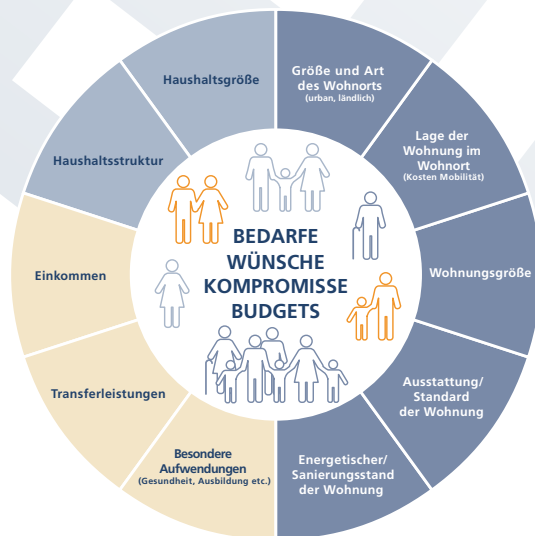 Haushaltsgröße
Größe und Art
des Wohnorts
(urban, ländlich)
Lage der
Wohnung im
Wohnort
(Kosten Mobilität)
Wohnungsgröße
Ausstattung/
Standard
der Wohnung
Energetischer/
Sanierungsstand
der Wohnung
Besondere
Aufwendungen
(Gesundheit, Ausbildung etc.)
Transferleistungen
Einkommen
Haushaltsstruktur
BEDARFE
WÜNSCHE
KOMPROMISSE
BUDGETS